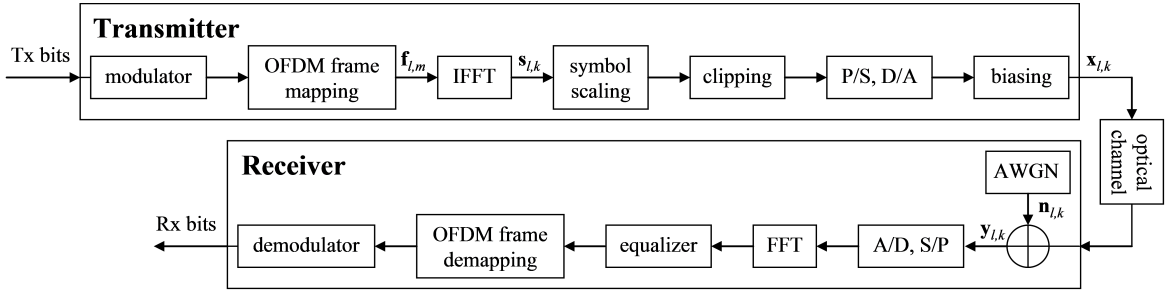 Transmitter
Tx bits
modulator
OFDM frame
mapping
f_{l,m}
IFFT
s_{l,k}
symbol
scaling
clipping
P/S, D/A
biasing
x_{l,k}
optical
channel
Receiver
AWGN
n_{l,k}
Rx bits
demodulator
OFDM frame
demapping
equalizer
FFT
A/D, S/P
y_{l,k}